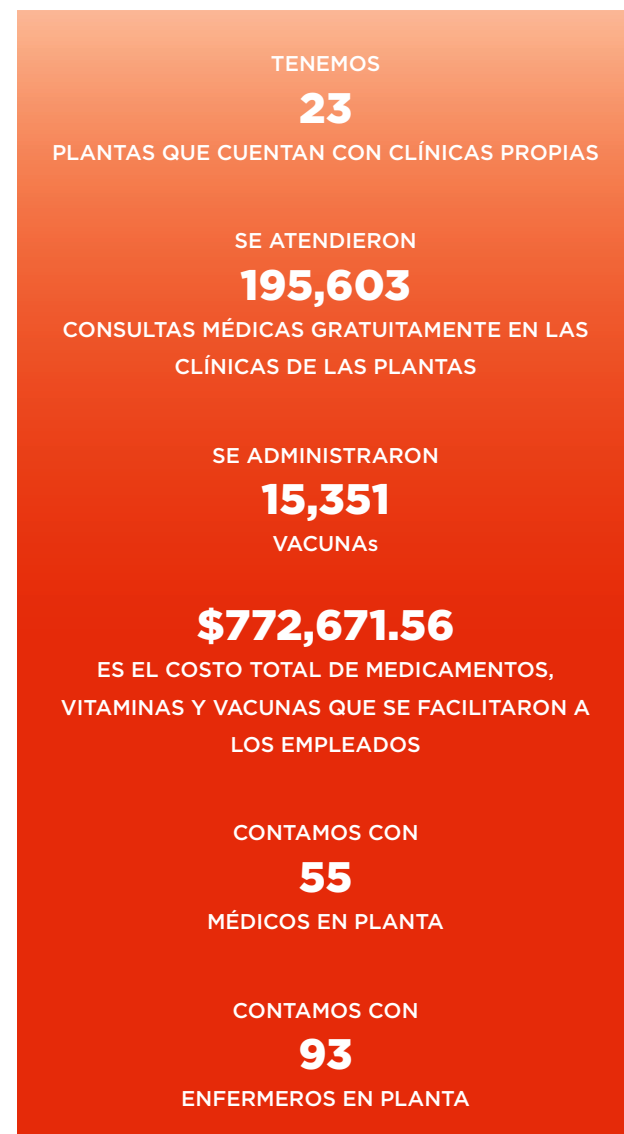 TENEMOS
23
PLANTAS QUE CUENTAN CON CLÍNICAS PROPIAS
SE ATENDIERON
195,603
CONSULTAS MÉDICAS GRATUITAMENTE EN LAS
CLÍNICAS DE LAS PLANTAS
SE ADMINISTRARON
15,351
VACUNAs
$772,671.56
ES EL COSTO TOTAL DE MEDICAMENTOS,
VITAMINAS Y VACUNAS QUE SE FACILITARON A
LOS EMPLEADOS
CONTAMOS CON
55
MÉDICOS EN PLANTA
CONTAMOS CON
93
ENFERMEROS EN PLANTA